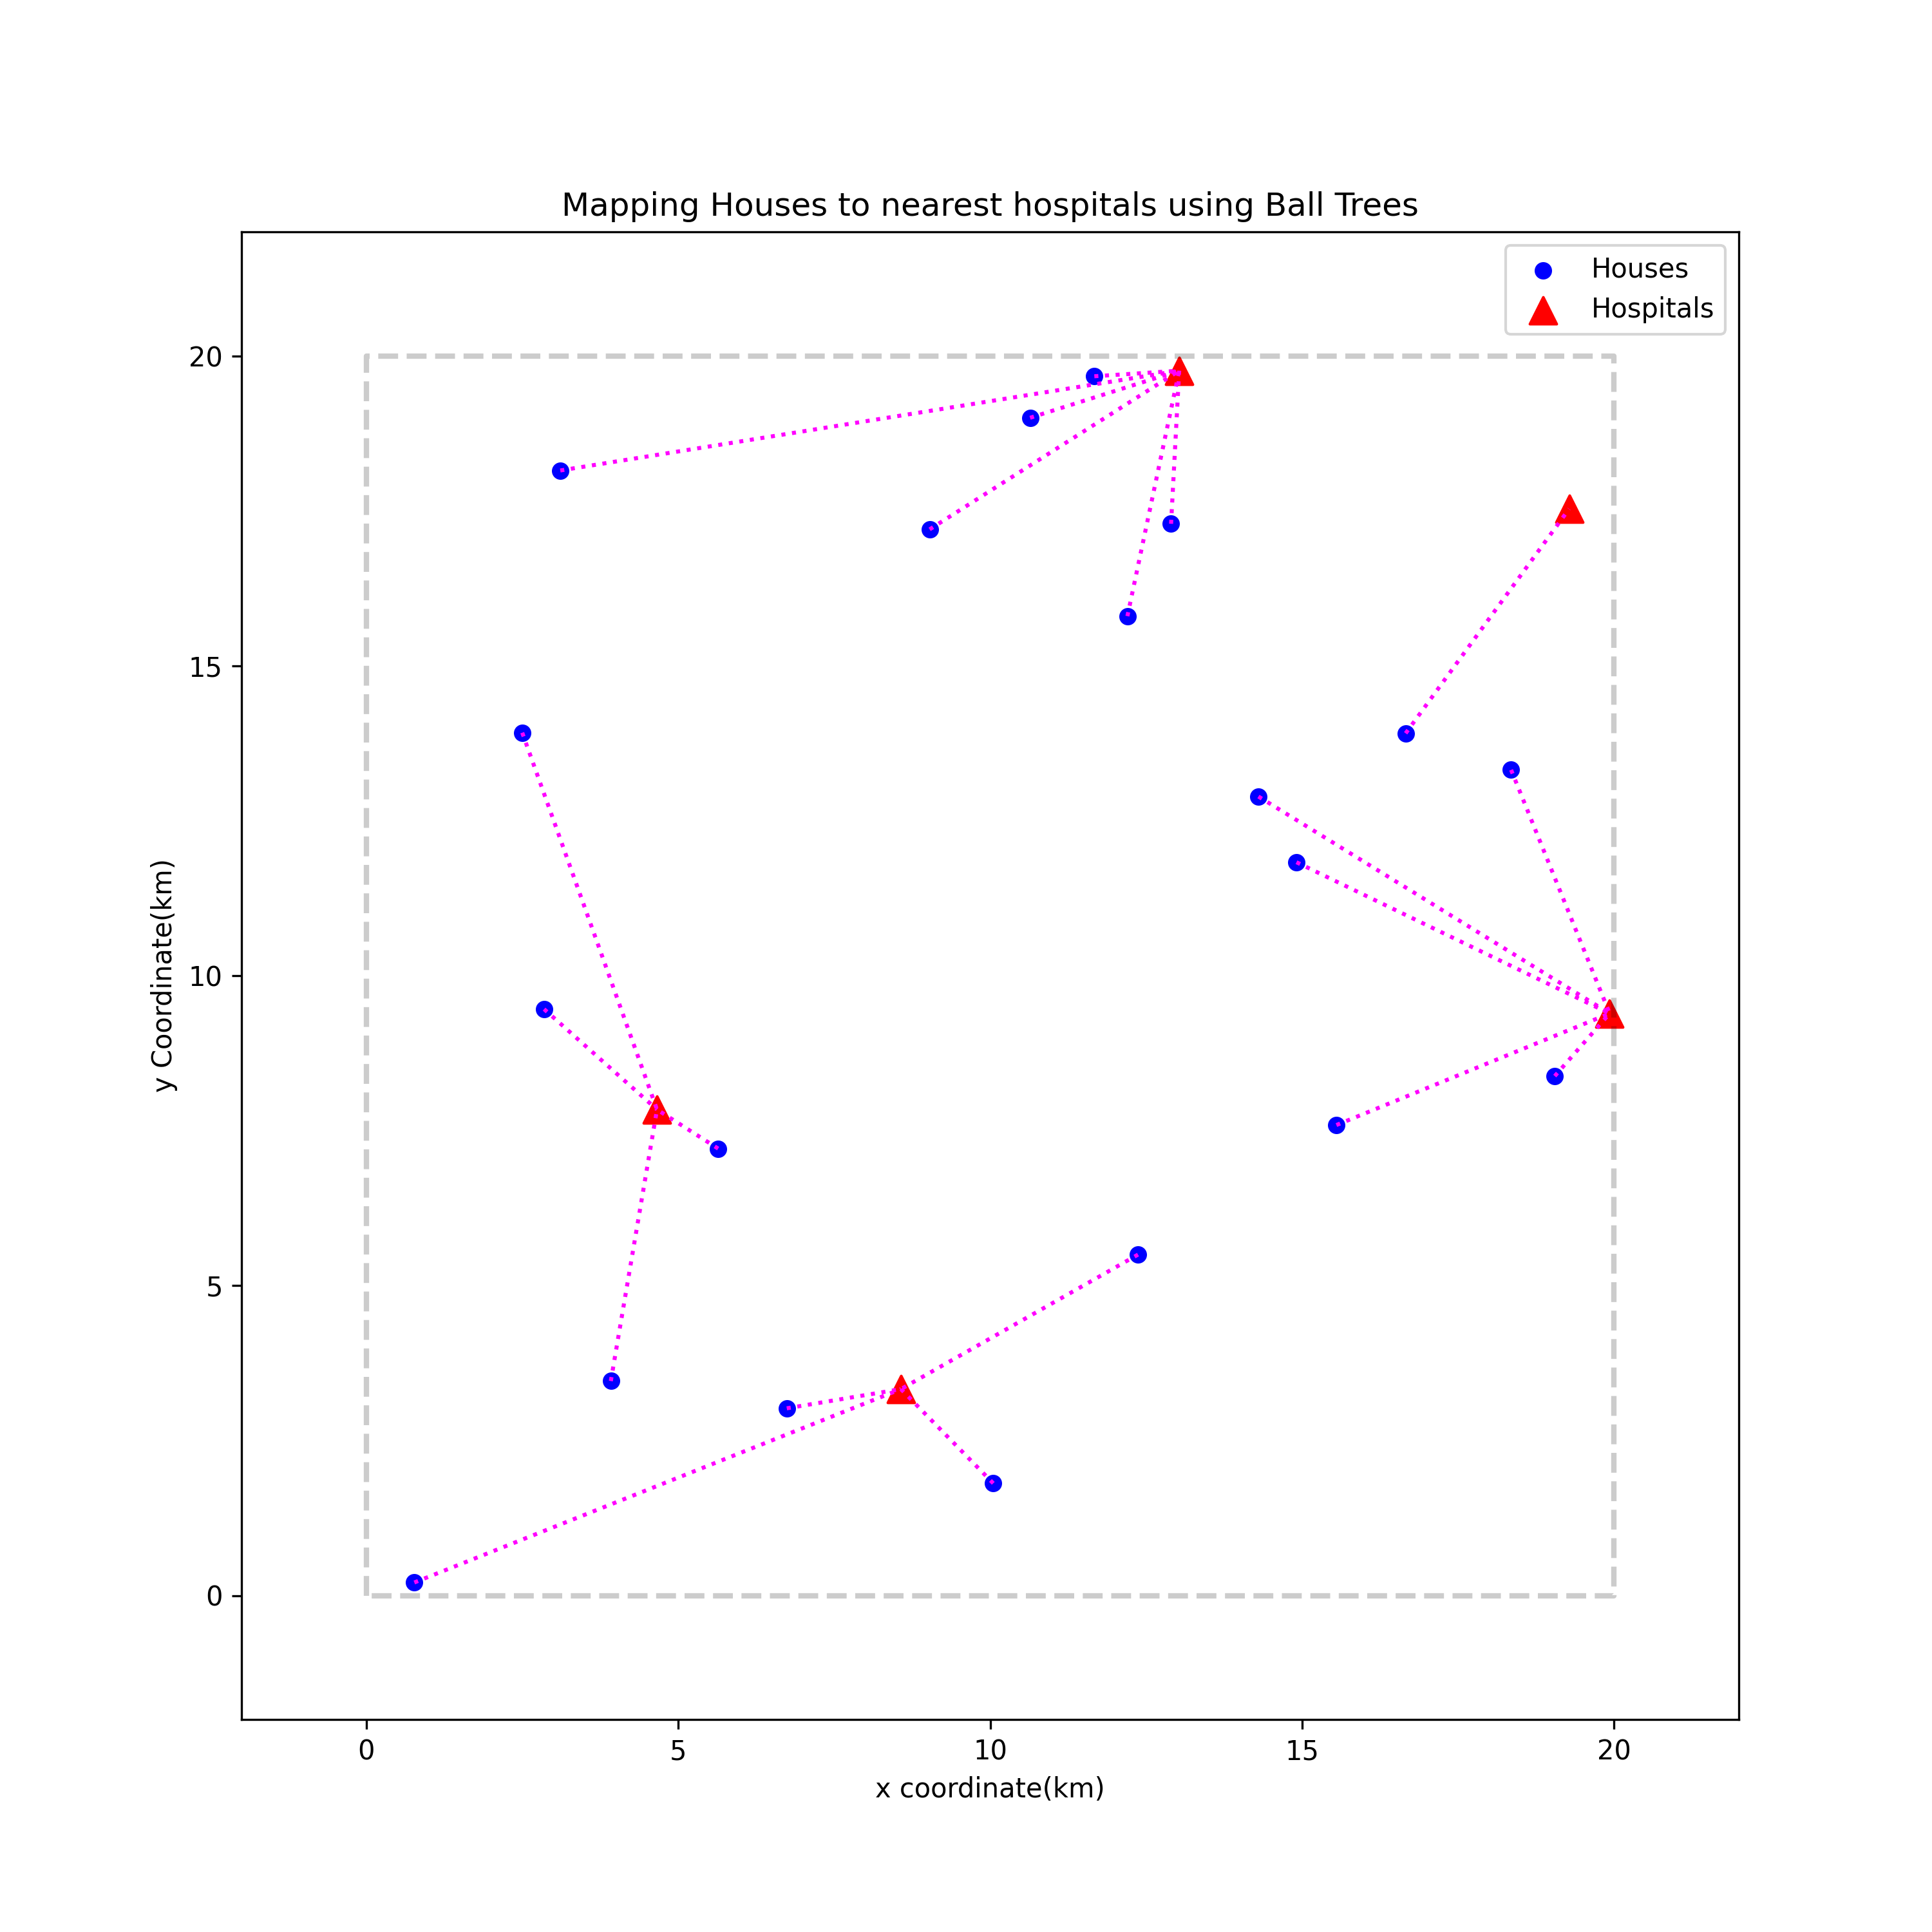 Mapping Houses to nearest hospitals using Ball Trees
Houses
Hospitals
20
15
10
5
0
y Coordinate(km)
0
5
10
15
20
x coordinate(km)